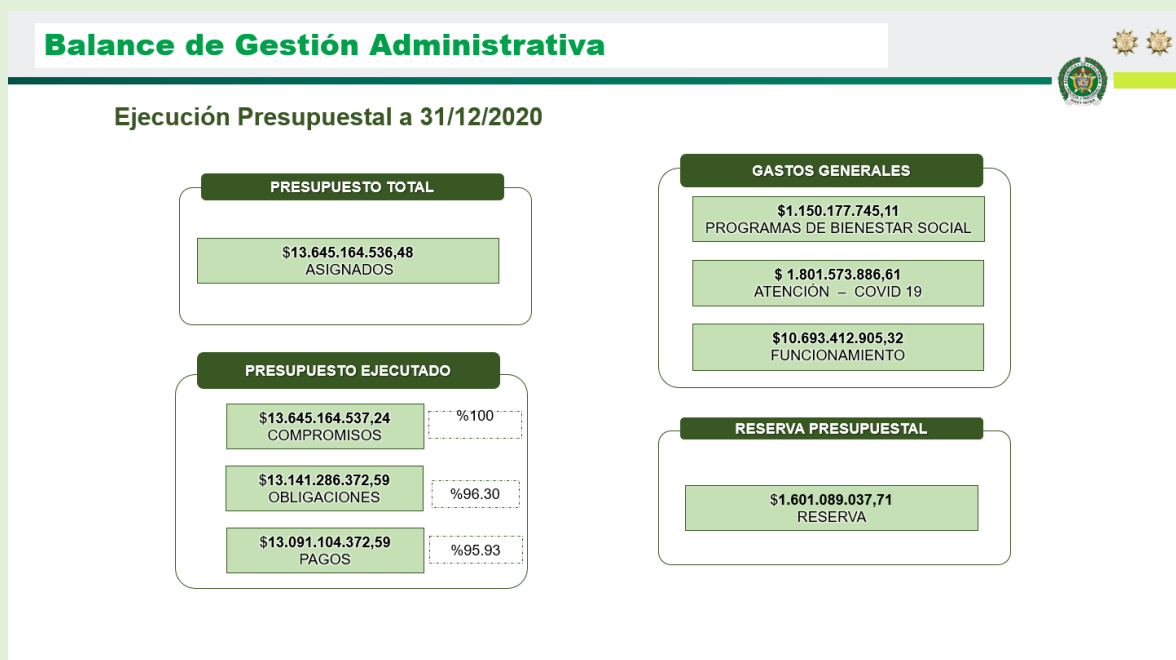 Balance de Gestión Administrativa
Ejecución Presupuestal a 31/12/2020
PRESUPUESTO TOTAL
$13.645.164.536,48
ASIGNADOS
PRESUPUESTO EJECUTADO
$13.645.164.537,24
COMPROMISOS
%100
$13.141.286.372,59
OBLIGACIONES
%96.30
$13.091.104.372,59
PAGOS
%95.93
GASTOS GENERALES
$1.150.177.745,11
PROGRAMAS DE BIENESTAR SOCIAL
$ 1.801.573.886,61
ATENCIÓN – COVID 19
$10.693.412.905,32
FUNCIONAMIENTO
RESERVA PRESUPUESTAL
$1.601.089.037,71
RESERVA